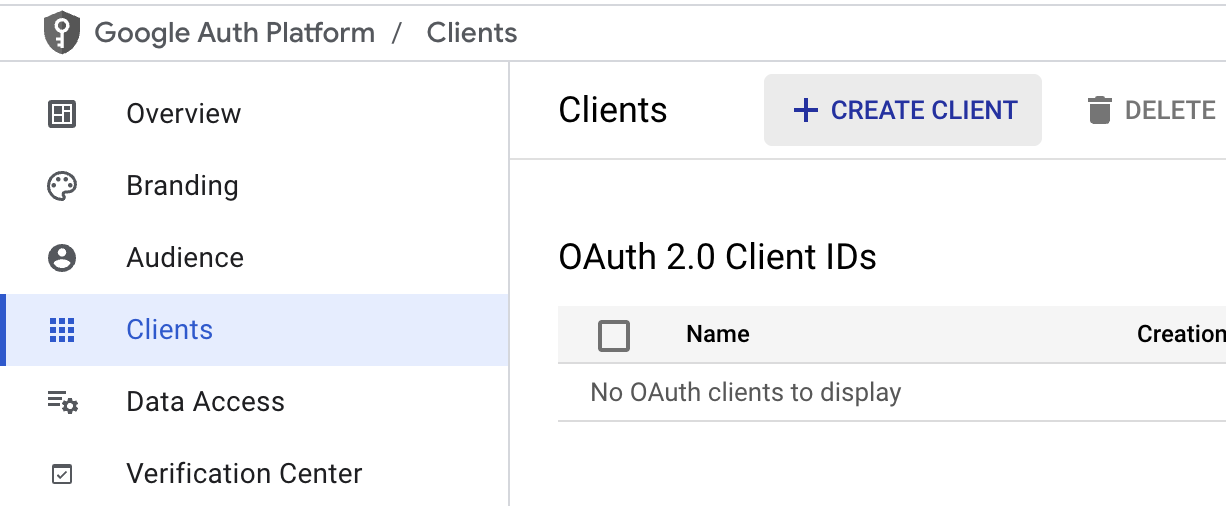 Google Auth Platform / Clients
Overview
Branding
Audience
Clients
Data Access
Verification Center
Clients
+ CREATE CLIENT
DELETE
OAuth 2.0 Client IDs
Name Creation
No OAuth clients to display